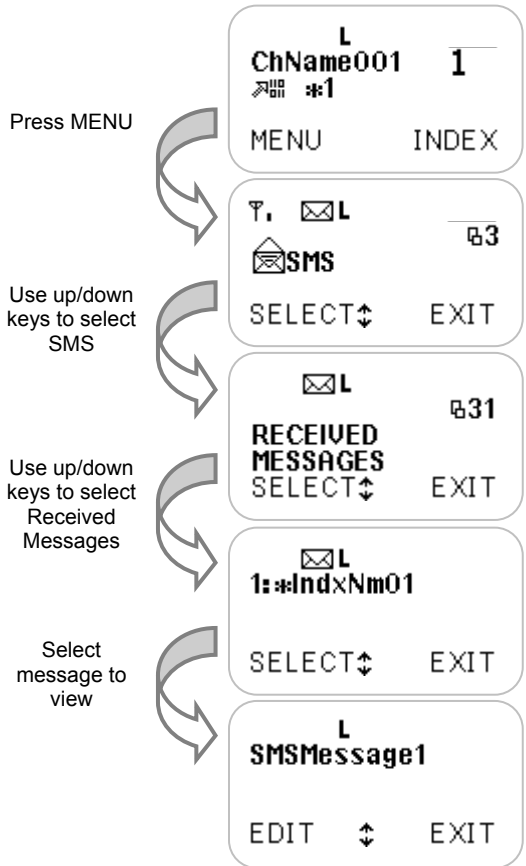 L
ChName001 1
*1
MENU INDEX
Press MENU
L
3
SMS
SELECT EXIT
Use up/down
keys to select
SMS
L
31
RECEIVED
MESSAGES
SELECT EXIT
Use up/down
keys to select
Received
Messages
L
1:*IndxNm01
SELECT EXIT
Select
message to
view
L
SMSMessage1
EDIT EXIT